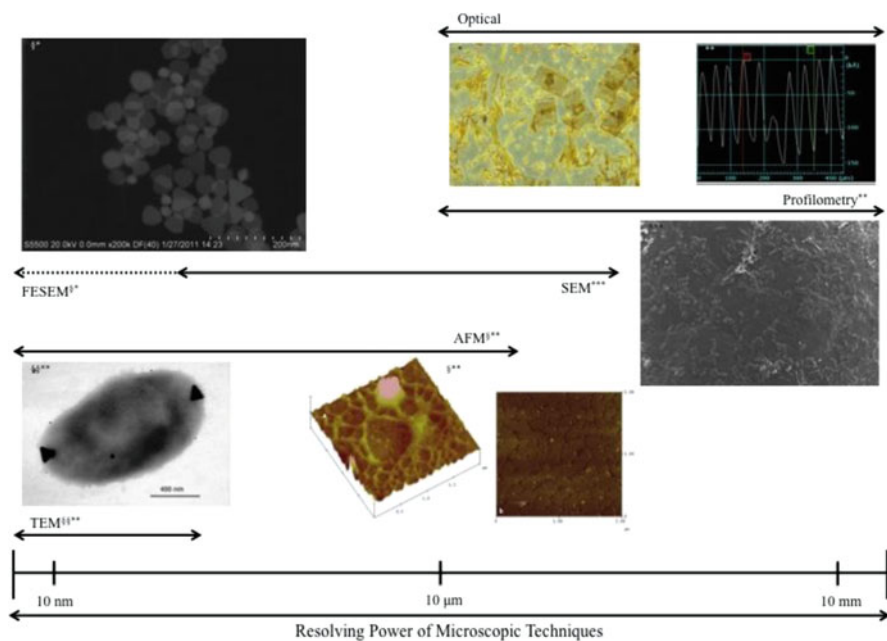 Optical
§*
*
**
S5500 20.0kV 0.0mm x200k DF(40) 1/27/2011 14:23
200nm
Profilometry**
FESEM§*
SEM***
AFM§**
§§**
§**
400 nm
b
TEM§§**
10 nm
10 μm
10 mm
Resolving Power of Microscopic Techniques